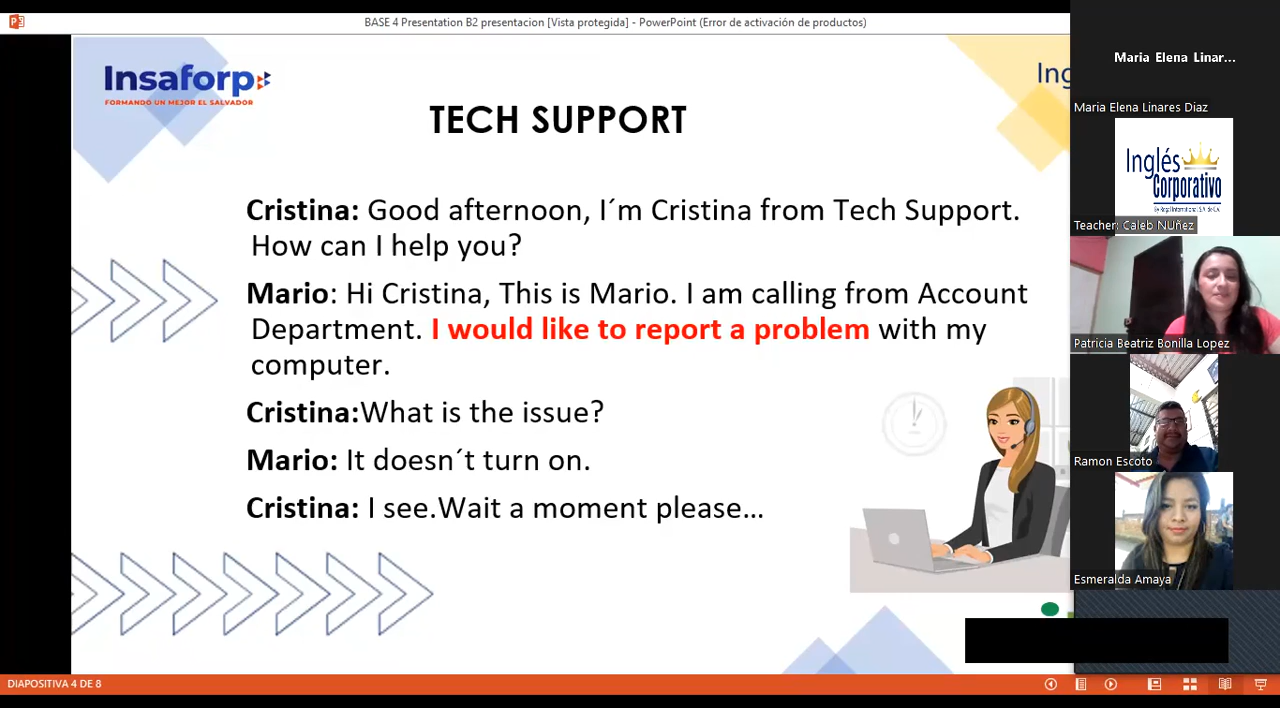 BASE 4 Presentation B2 presentacion [Vista protegida] - PowerPoint (Error de activación de productos)
Insaforp
FORMANDO UN MEJOR EL SALVADOR
Ing
TECH SUPPORT
Cristina: Good afternoon, I´m Cristina from Tech Support.
How can I help you?
Mario: Hi Cristina, This is Mario. I am calling from Account
Department. I would like to report a problem with my
computer.
Cristina:What is the issue?
Mario: It doesn´t turn on.
Cristina: I see.Wait a moment please...
DIAPOSITIVA 4 DE 8
Maria Elena Linar...
Maria Elena Linares Diaz
Inglés
Corporativo
Teacher: Caleb NUñez
Patricia Beatriz Bonilla Lopez
Ramon Escoto
Esmeralda Amaya